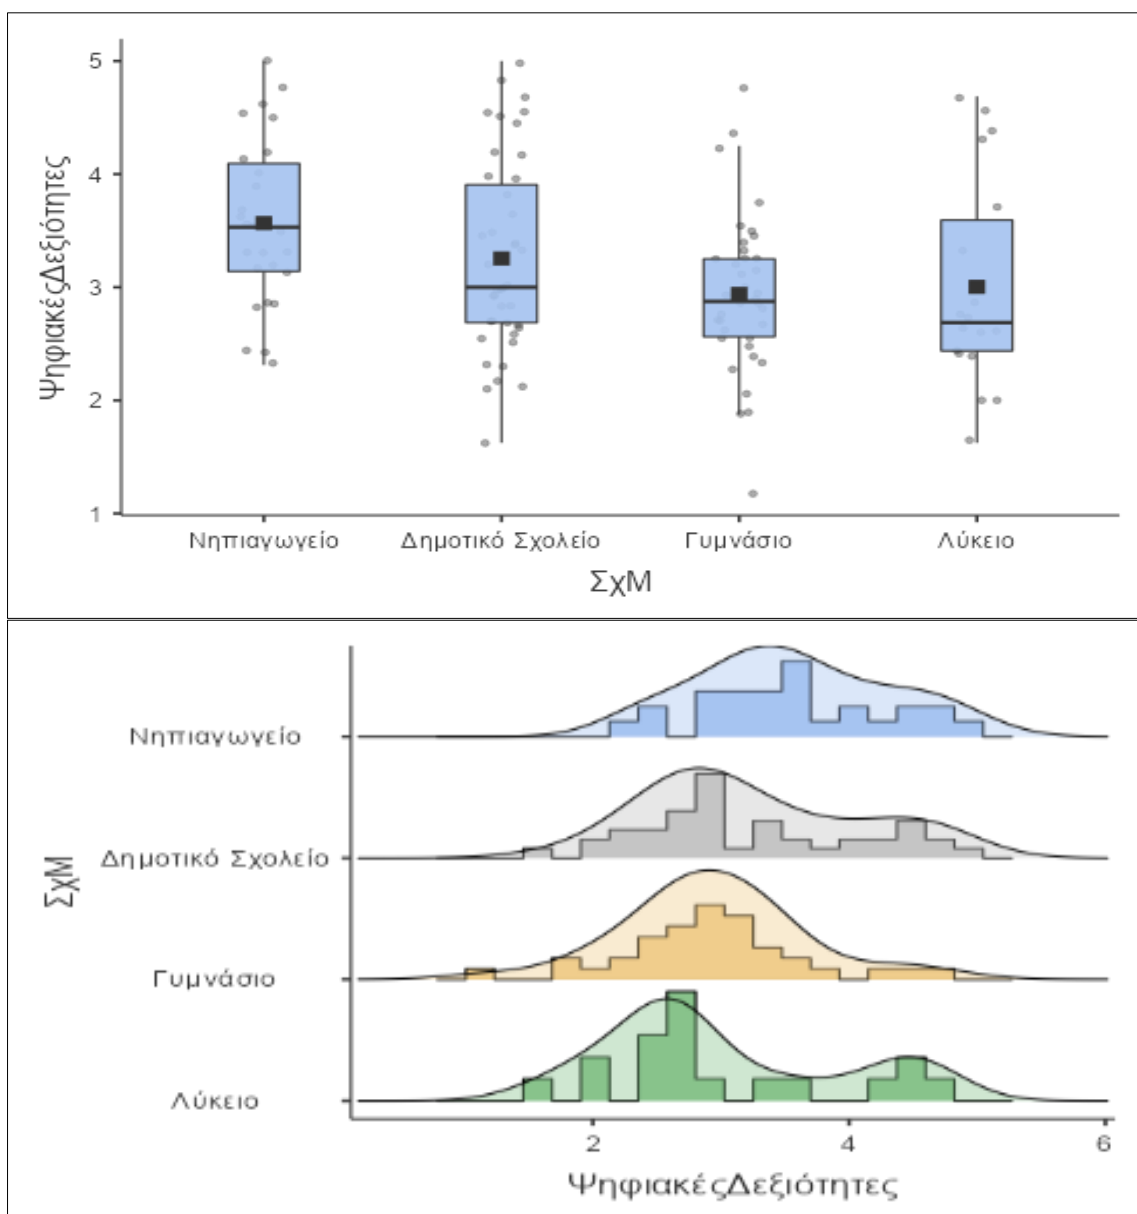 ΨηφιακέςΔεξιότητες
5
4
3
2
1
Νηπιαγωγείο Δημοτικό Σχολείο Γυμνάσιο Λύκειο
ΣχΜ
ΣχΜ
Νηπιαγωγείο
Δημοτικό Σχολείο
Γυμνάσιο
Λύκειο
2 4 6
ΨηφιακέςΔεξιότητες